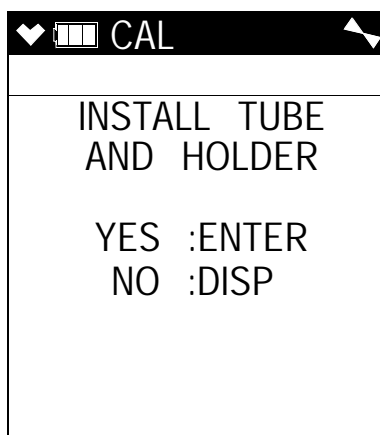 CAL
INSTALL TUBE
AND HOLDER
YES :ENTER
NO :DISP